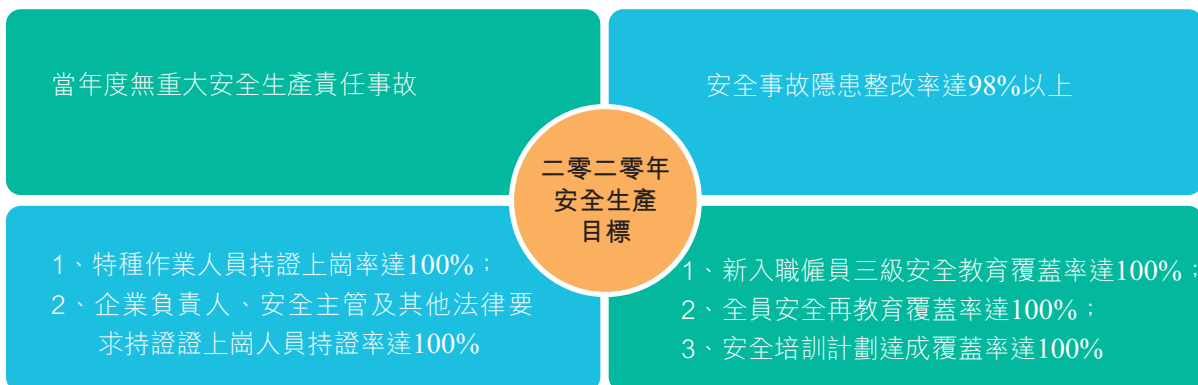 當年度無重大安全生產責任事故
安全事故隱患整改率達98%以上
二零二零年
安全生產
目標
1、特種作業人員持證上崗率達100%；
2、企業負責人、安全主管及其他法律要
求持證證上崗人員持證率達100%
1、新入職僱員三級安全教育覆蓋率達100%；
2、全員安全再教育覆蓋率達100%；
3、安全培訓計劃達成覆蓋率達100%